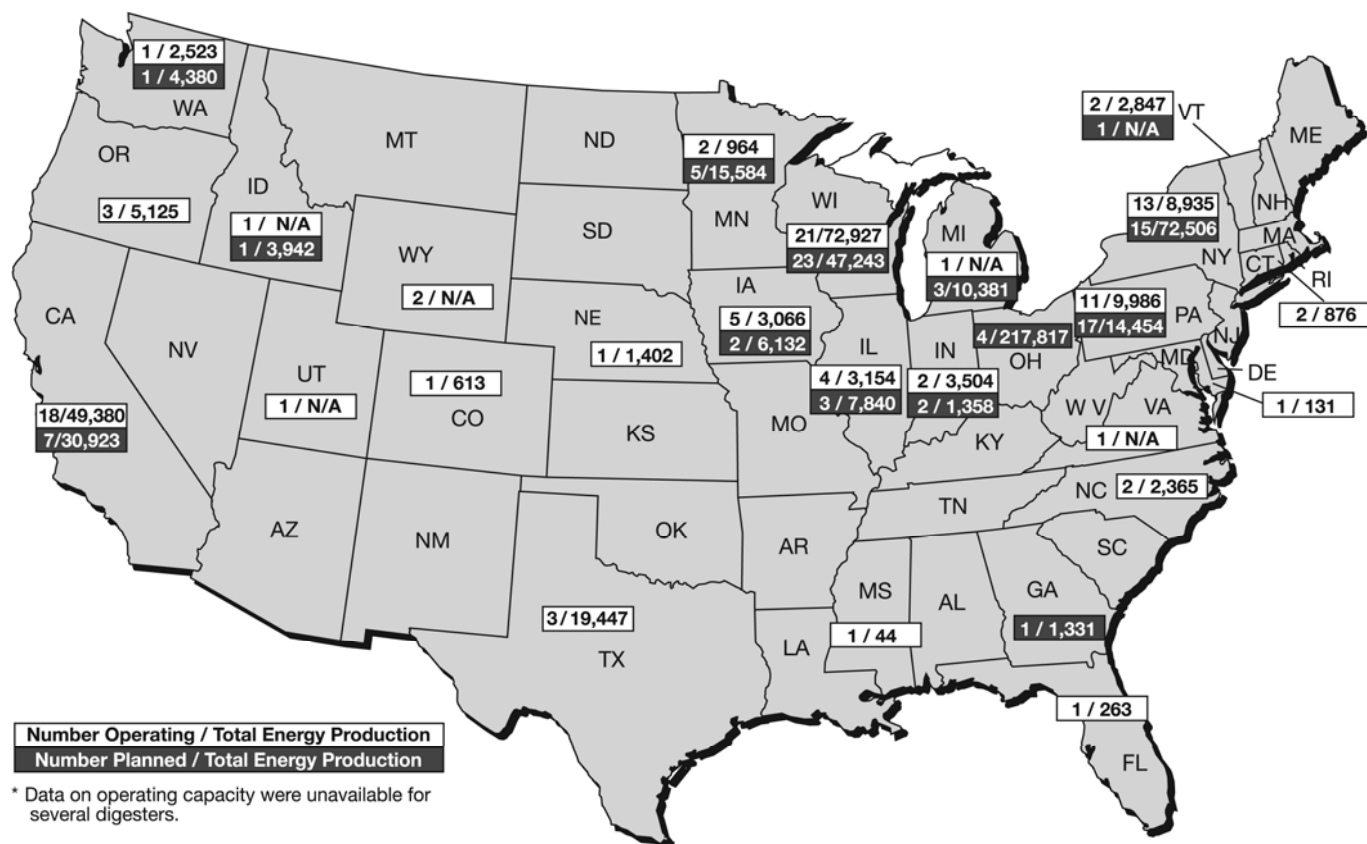 1 / 2,523
1 / 4,380
WA
OR
3 / 5,125
ID
1 / N/A
1 / 3,942
MT
ND
2 / 964
5/15,584
MN
SD
WY
2 / N/A
WI
21/72,927
23/47,243
MI
1 / N/A
3/10,381
2 / 2,847
1 / N/A
VT
ME
NH
13/8,935
15/72,506
NY
MA
CT
RI
2 / 876
CA
18/49,380
7/30,923
NV
UT
1 / N/A
1 / 613
CO
NE
1 / 1,402
IA
5 / 3,066
2 / 6,132
IL
4 / 3,154
3 / 7,840
IN
2 / 3,504
2 / 1,358
4/217,817
OH
11/9,986
17/14,454
PA
NJ
MD
DE
1 / 131
W V
VA
1 / N/A
KS
MO
KY
NC
2 / 2,365
TN
AZ
NM
OK
AR
SC
MS
1 / 44
AL
GA
1 / 1,331
3/19,447
TX
LA
1 / 263
FL
Number Operating / Total Energy Production
Number Planned / Total Energy Production
* Data on operating capacity were unavailable for
several digesters.